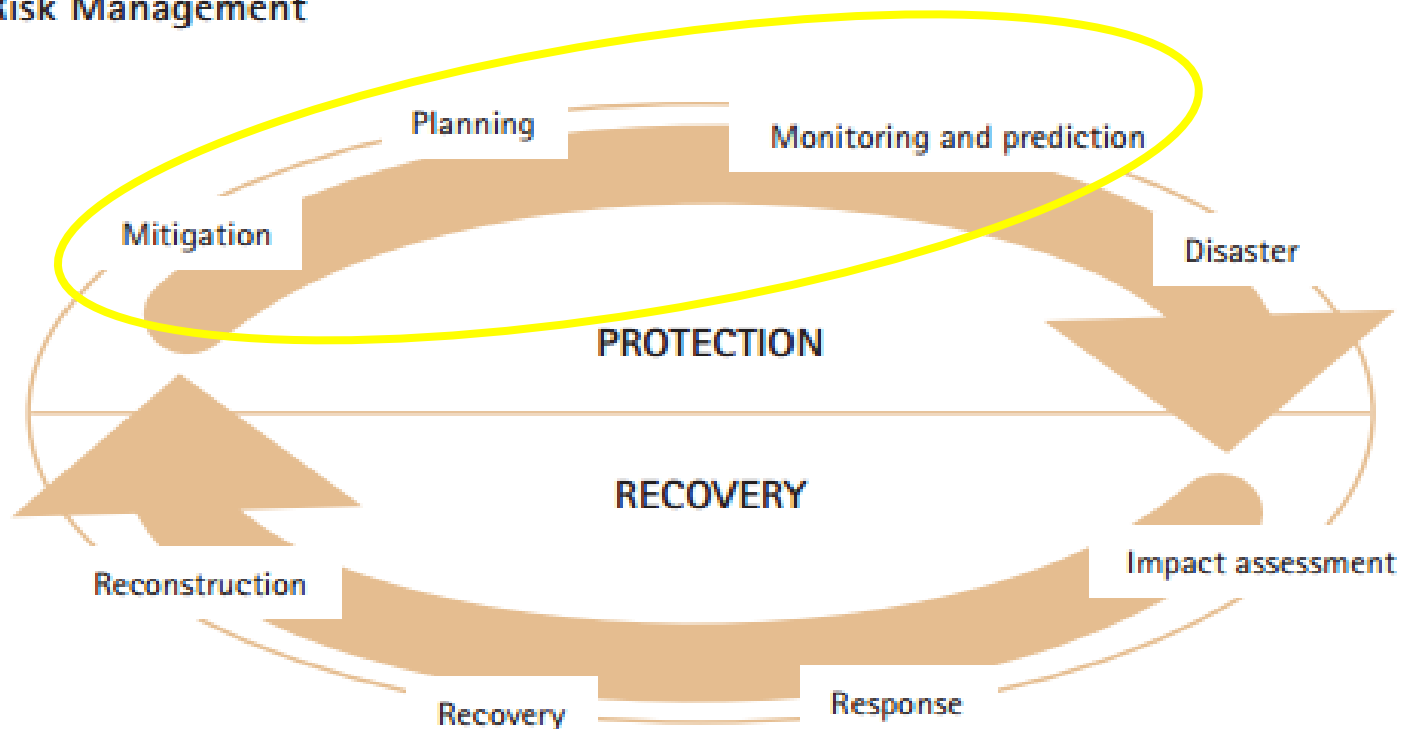 Risk Management
Planning
Monitoring and prediction
Mitigation
Disaster
PROTECTION
RECOVERY
Impact assessment
Reconstruction
Response
Recovery